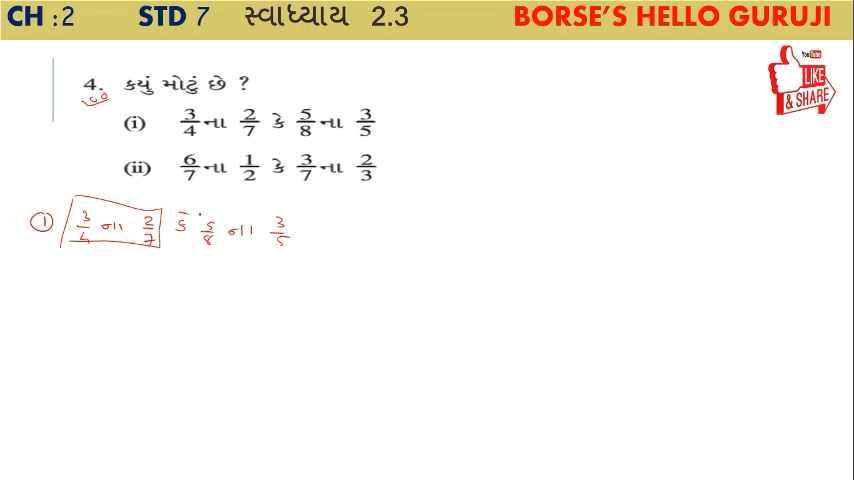 CH : 2 STD 7 સ્વાધ્યાય 2.3 BORSE'S HELLO GURUJI
You Tube
LIKE
& SHARE
4. કયું મોટું છે ?
(i) 3/4 ના 2/7 કે 5/8 ના 3/5
(ii) 6/7 ના 1/2 કે 3/7 ના 2/3
① 3/4 ના 2/7 કે 5/8 ના 3/5